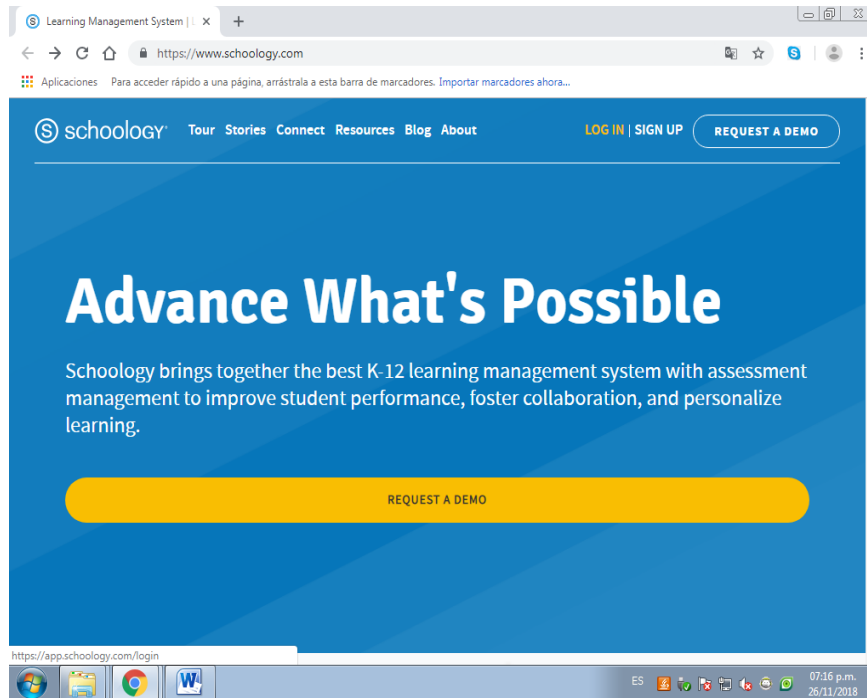 Learning Management System | L
https://www.schoology.com
Aplicaciones Para acceder rápido a una página, arrástrala a esta barra de marcadores. Importar marcadores ahora...
S schoology Tour Stories Connect Resources Blog About LOG IN | SIGN UP REQUEST A DEMO
Advance What's Possible
Schoology brings together the best K-12 learning management system with assessment
management to improve student performance, foster collaboration, and personalize
learning.
REQUEST A DEMO
https://app.schoology.com/login
ES 07:16 p.m.
26/11/2018